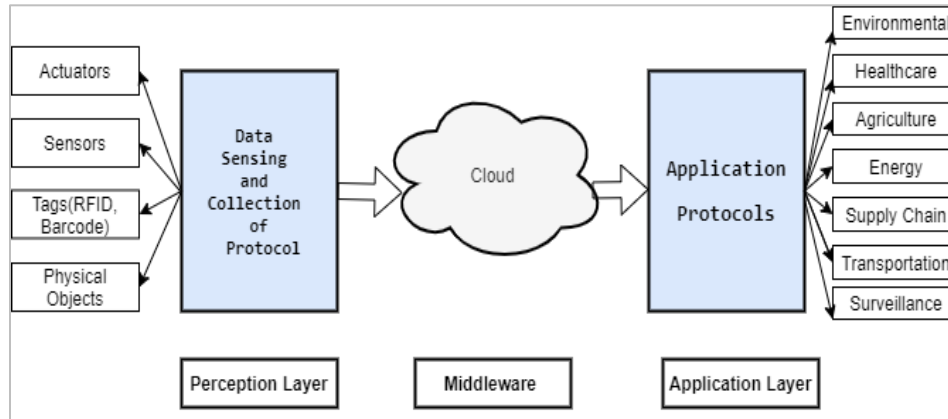 Actuators
Sensors
Tags(RFID,
Barcode)
Physical
Objects
Data
Sensing
and
Collection
of
Protocol
Cloud
Application
Protocols
Environmental
Healthcare
Agriculture
Energy
Supply Chain
Transportation
Surveillance
Perception Layer
Middleware
Application Layer